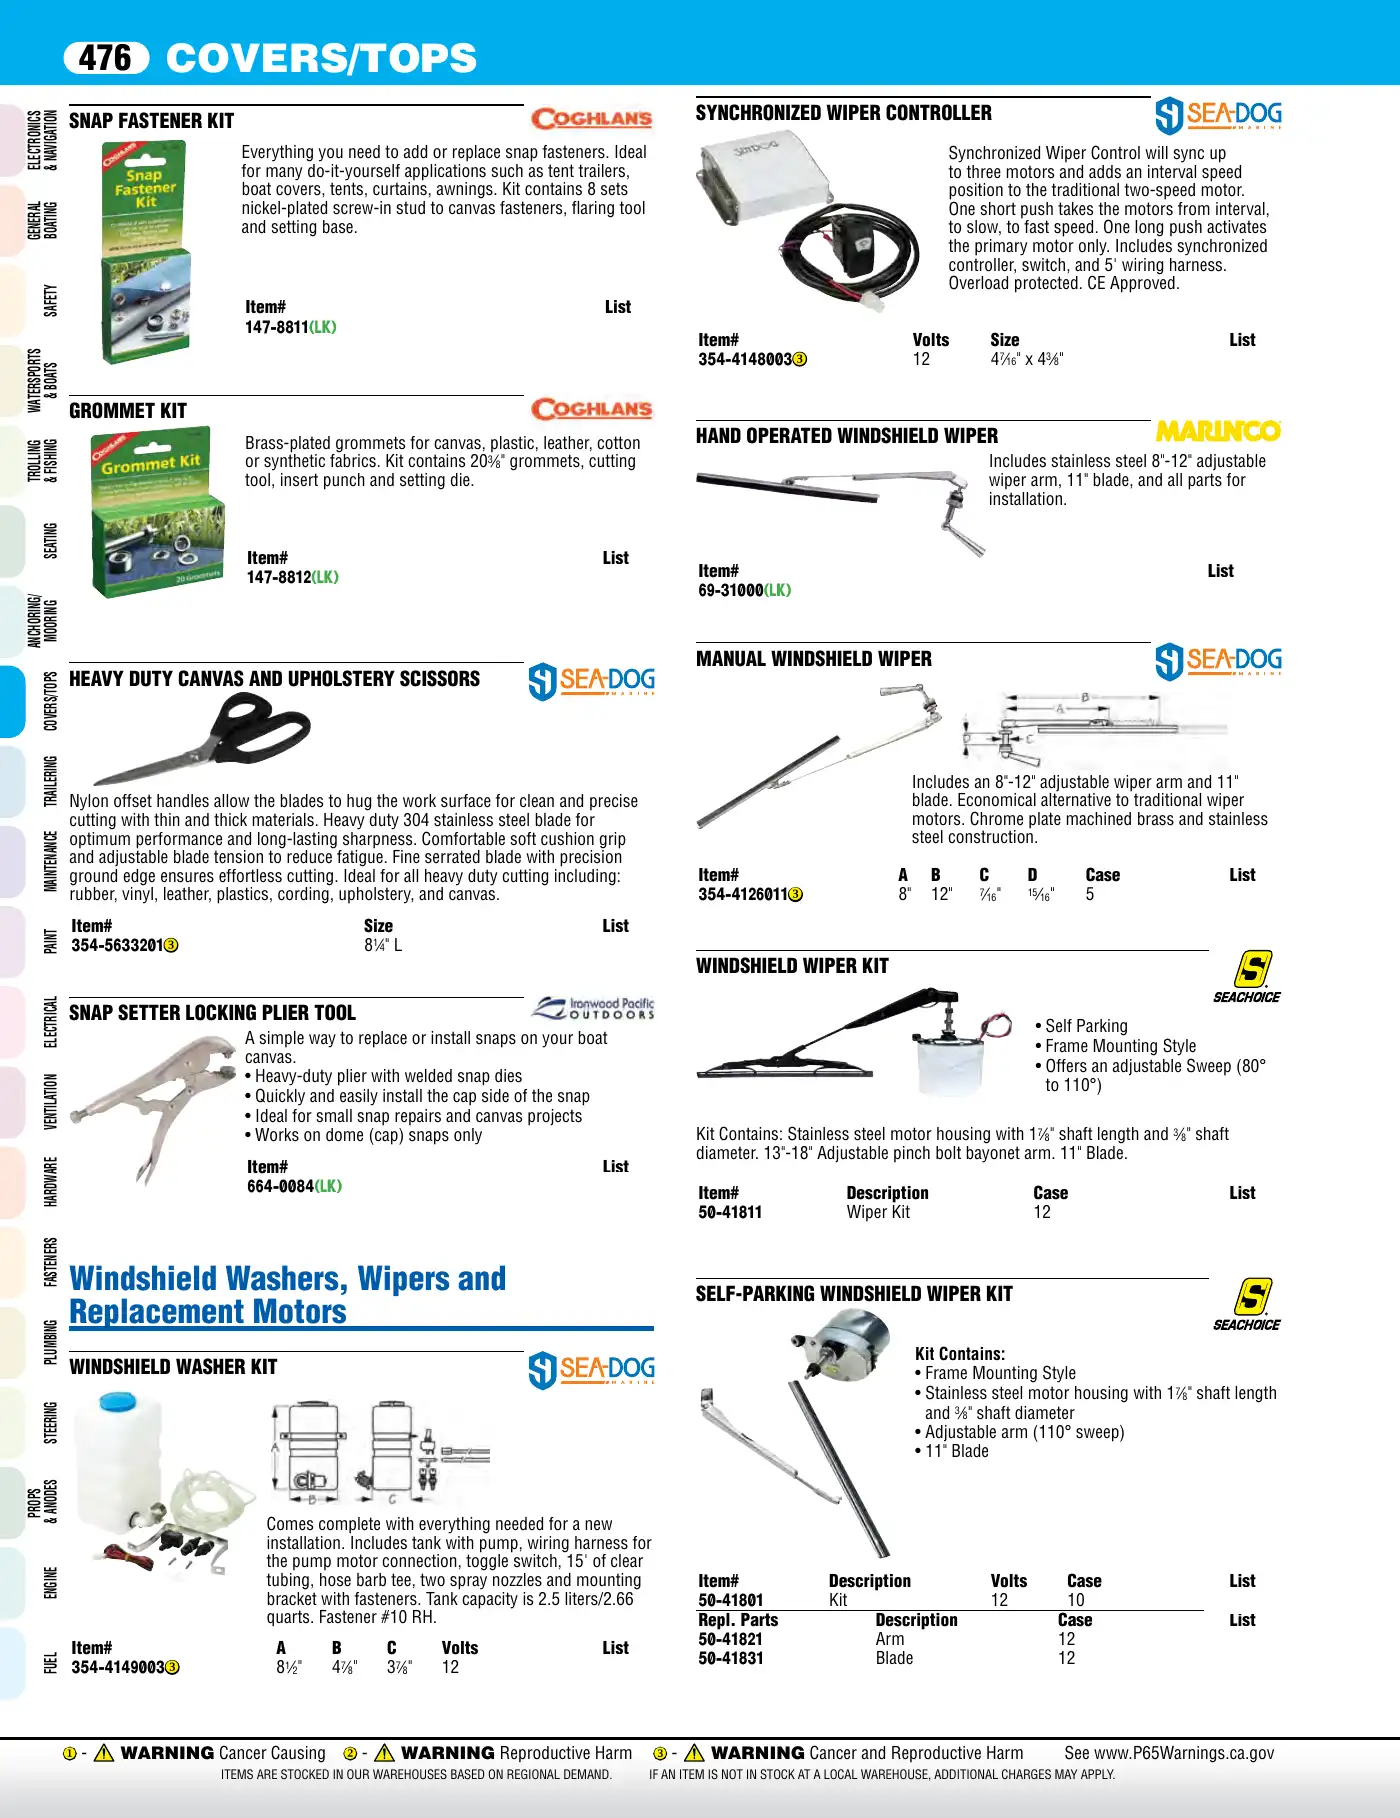 476 COVERS/TOPS
ELECTRONICS
& NAVIGATION
GENERAL
BOATING
SAFETY
WATERSPORTS
& BOATS
TROLLING
& FISHING
SEATING
ANCHORING/
MOORING
COVERS/TOPS
TRAILERING
MAINTENANCE
PAINT
ELECTRICAL
VENTILATION
HARDWARE
FASTENERS
PLUMBING
STEERING
PROPS
& ANODES
ENGINE
FUEL
SNAP FASTENER KIT
COGHLAN'S
COGHLAN'S
Snap
Fastener
Kit
Everything you need to add or replace snap fasteners. Ideal
for many do-it-yourself applications such as tent trailers,
boat covers, tents, curtains, awnings. Kit contains 8 sets
nickel-plated screw-in stud to canvas fasteners, flaring tool
and setting base.
Item# List
147-8811(LK)
GROMMET KIT
COGHLAN'S
COGHLAN'S
Grommet Kit
20 Grommets
Brass-plated grommets for canvas, plastic, leather, cotton
or synthetic fabrics. Kit contains 20⅜" grommets, cutting
tool, insert punch and setting die.
Item# List
147-8812(LK)
HEAVY DUTY CANVAS AND UPHOLSTERY SCISSORS
SEA-DOG
MARINE
Nylon offset handles allow the blades to hug the work surface for clean and precise
cutting with thin and thick materials. Heavy duty 304 stainless steel blade for
optimum performance and long-lasting sharpness. Comfortable soft cushion grip
and adjustable blade tension to reduce fatigue. Fine serrated blade with precision
ground edge ensures effortless cutting. Ideal for all heavy duty cutting including:
rubber, vinyl, leather, plastics, cording, upholstery, and canvas.
Item# Size List
354-5633201 3 8¼" L
SNAP SETTER LOCKING PLIER TOOL
Ironwood Pacific
OUTDOORS
A simple way to replace or install snaps on your boat
canvas.
• Heavy-duty plier with welded snap dies
• Quickly and easily install the cap side of the snap
• Ideal for small snap repairs and canvas projects
• Works on dome (cap) snaps only
Item# List
664-0084(LK)
Windshield Washers, Wipers and
Replacement Motors
WINDSHIELD WASHER KIT
SEA-DOG
MARINE
A
B C
Comes complete with everything needed for a new
installation. Includes tank with pump, wiring harness for
the pump motor connection, toggle switch, 15' of clear
tubing, hose barb tee, two spray nozzles and mounting
bracket with fasteners. Tank capacity is 2.5 liters/2.66
quarts. Fastener #10 RH.
Item# A B C Volts List
354-4149003 3 8½" 4⅞" 3⅞" 12
SYNCHRONIZED WIPER CONTROLLER
SEA-DOG
MARINE
SEADOG
Synchronized Wiper Control will sync up
to three motors and adds an interval speed
position to the traditional two-speed motor.
One short push takes the motors from interval,
to slow, to fast speed. One long push activates
the primary motor only. Includes synchronized
controller, switch, and 5' wiring harness.
Overload protected. CE Approved.
Item# Volts Size List
354-4148003 3 12 4⁷⁄₁₆" x 4⅜"
HAND OPERATED WINDSHIELD WIPER
MARINCO
Includes stainless steel 8"-12" adjustable
wiper arm, 11" blade, and all parts for
installation.
Item# List
69-31000(LK)
MANUAL WINDSHIELD WIPER
SEA-DOG
MARINE
B
A
D C
Includes an 8"-12" adjustable wiper arm and 11"
blade. Economical alternative to traditional wiper
motors. Chrome plate machined brass and stainless
steel construction.
Item# A B C D Case List
354-4126011 3 8" 12" ⁷⁄₁₆" ¹⁵⁄₁₆" 5
WINDSHIELD WIPER KIT
S
SEACHOICE
• Self Parking
• Frame Mounting Style
• Offers an adjustable Sweep (80°
to 110°)
Kit Contains: Stainless steel motor housing with 1⅞" shaft length and ⅜" shaft
diameter. 13"-18" Adjustable pinch bolt bayonet arm. 11" Blade.
Item# Description Case List
50-41811 Wiper Kit 12
SELF-PARKING WINDSHIELD WIPER KIT
S
SEACHOICE
Kit Contains:
• Frame Mounting Style
• Stainless steel motor housing with 1⅞" shaft length
and ⅜" shaft diameter
• Adjustable arm (110° sweep)
• 11" Blade
Item# Description Volts Case List
50-41801 Kit 12 10
Repl. Parts Description Case List
50-41821 Arm 12
50-41831 Blade 12
1 - WARNING Cancer Causing 2 - WARNING Reproductive Harm 3 - WARNING Cancer and Reproductive Harm See www.P65Warnings.ca.gov
ITEMS ARE STOCKED IN OUR WAREHOUSES BASED ON REGIONAL DEMAND. IF AN ITEM IS NOT IN STOCK AT A LOCAL WAREHOUSE, ADDITIONAL CHARGES MAY APPLY.